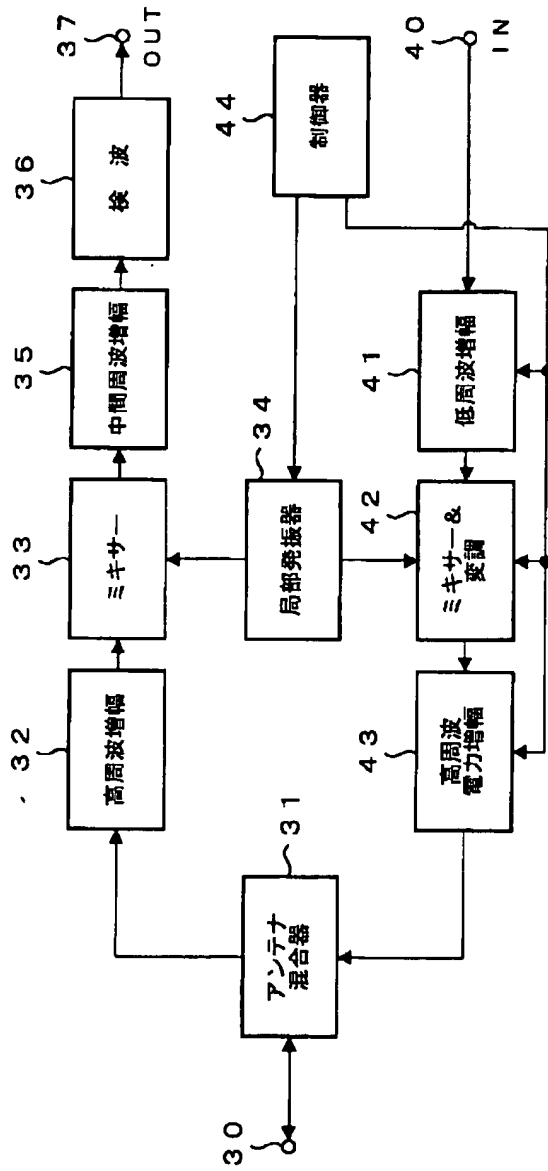 30
アンテナ
混合器
31
高周波増幅
32
ミキサー
33
中間周波増幅
35
検 波
36
37
OUT
局部発振器
34
制御器
44
高周波
電力増幅
43
ミキサー&
変調
42
低周波増幅
41
40
IN